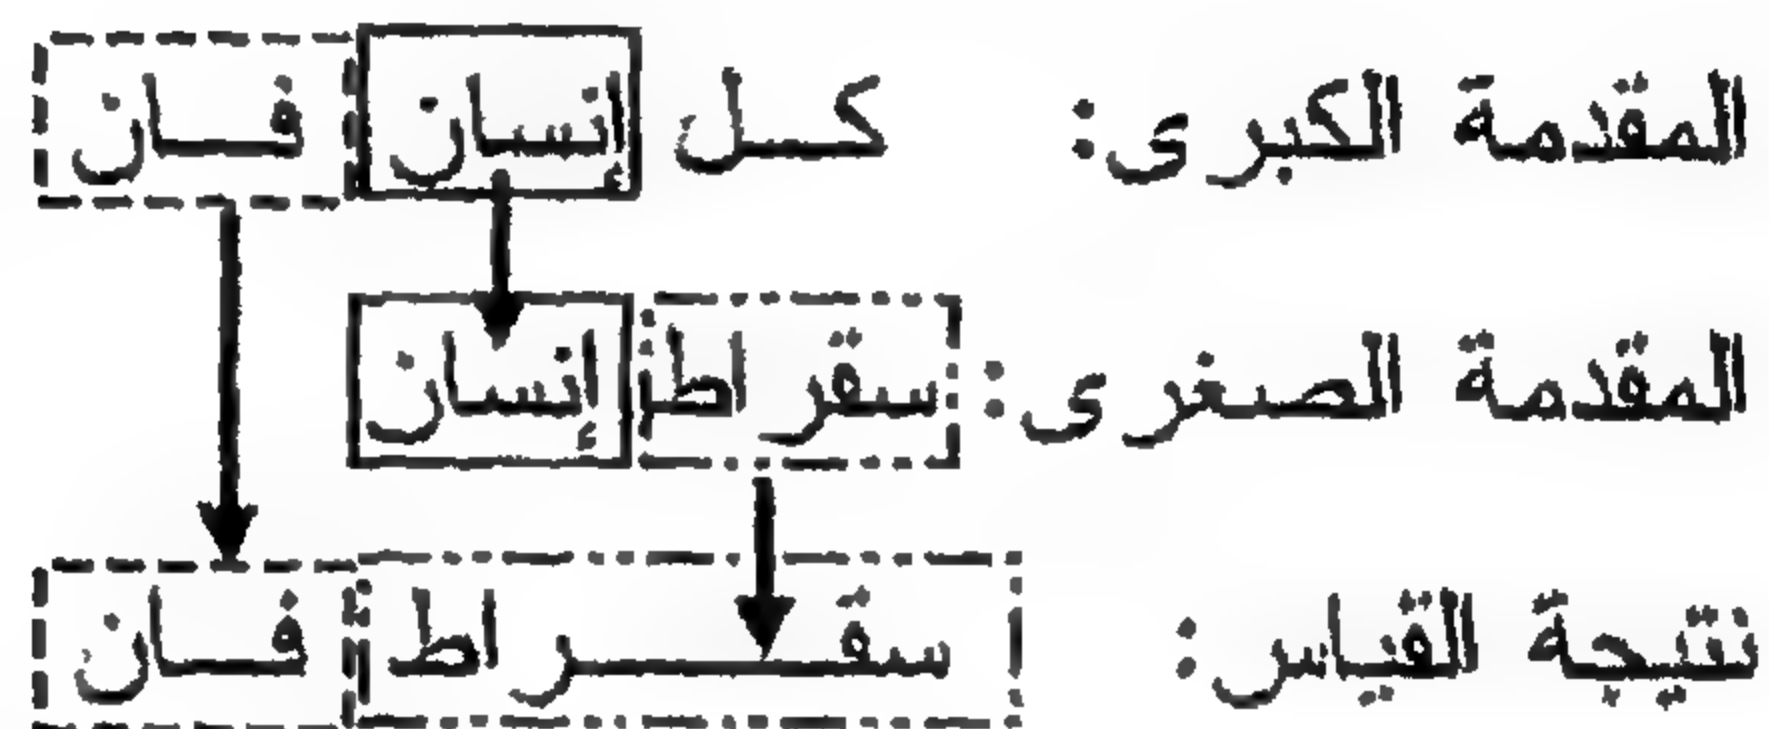 المقدمة الكبرى: كل إنسان فان
المقدمة الصغرى: سقراط إنسان
نتيجة القياس: سقراط فان